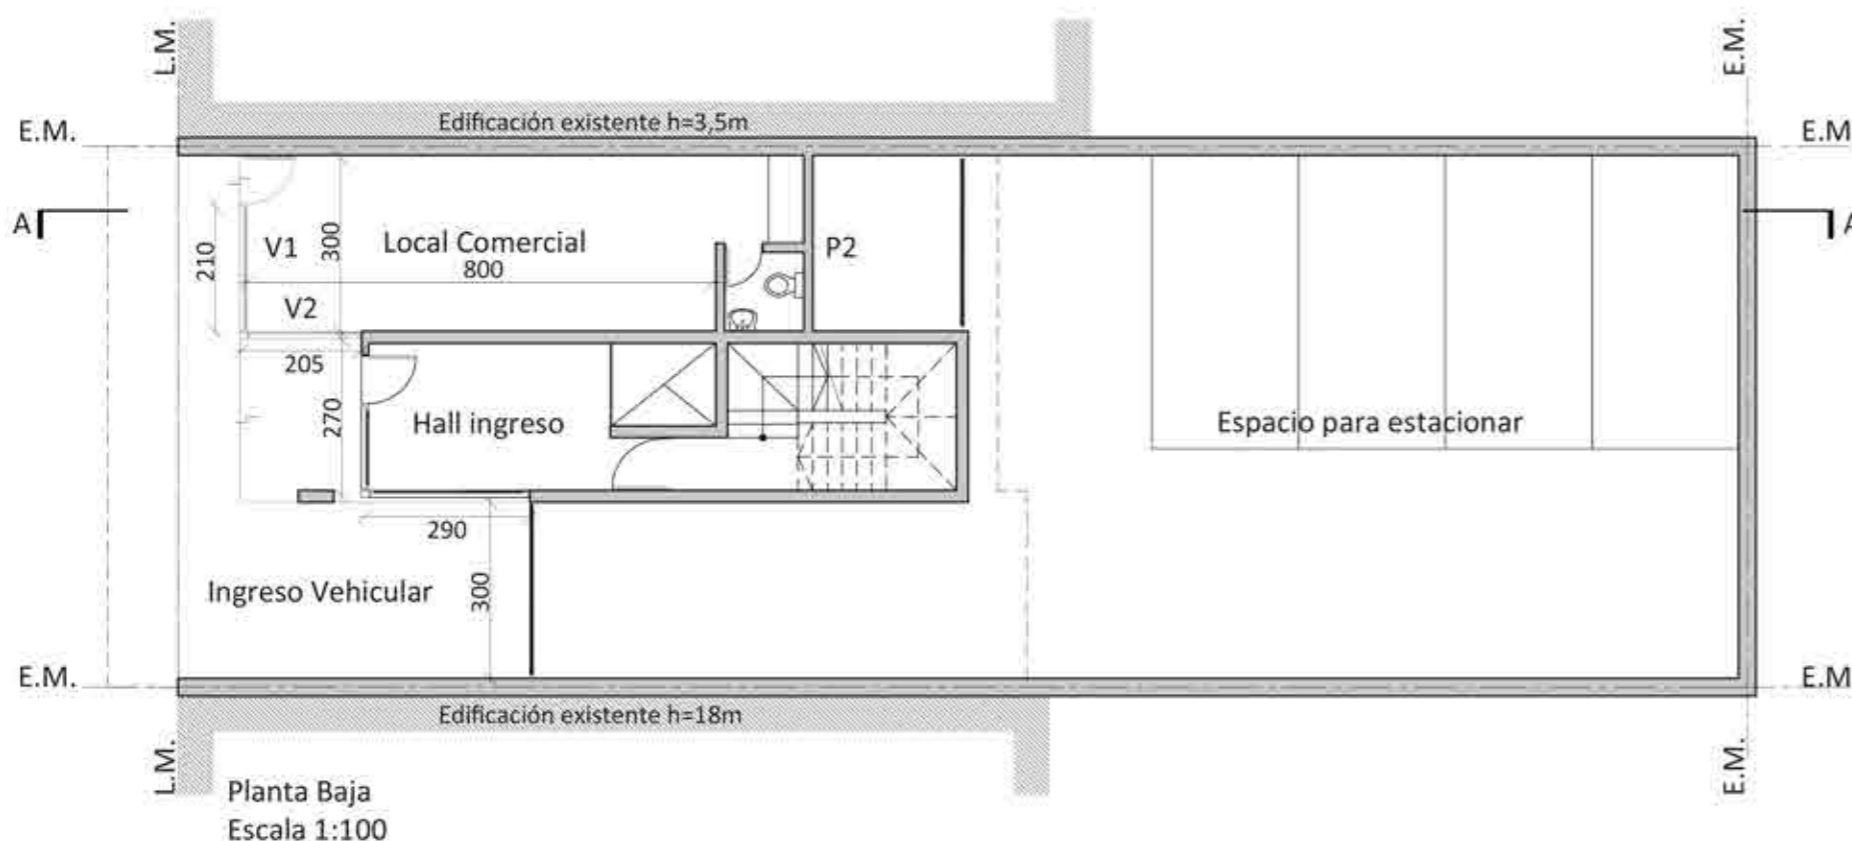 L.M.
E.M.
Edificación existente h=3,5m
E.M.
E.M
A
A
V1
300
Local Comercial
P2
210
800
V2
205
270
Hall ingreso
Espacio para estacionar
290
Ingreso Vehicular
300
E.M.
E.M
Edificación existente h=18m
L.M.
E.M.
Planta Baja
Escala 1:100